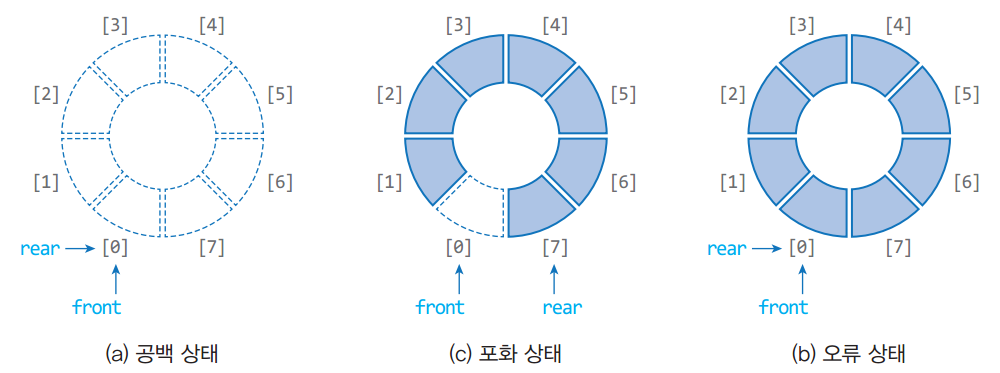 [3] [4] [3] [4] [3] [4]
[2] [5] [2] [5] [2] [5]
[1] [6] [1] [6] [1] [6]
rear [0] [7] [0] [7] rear [0] [7]
front front rear front
(a) 공백 상태 (c) 포화 상태 (b) 오류 상태